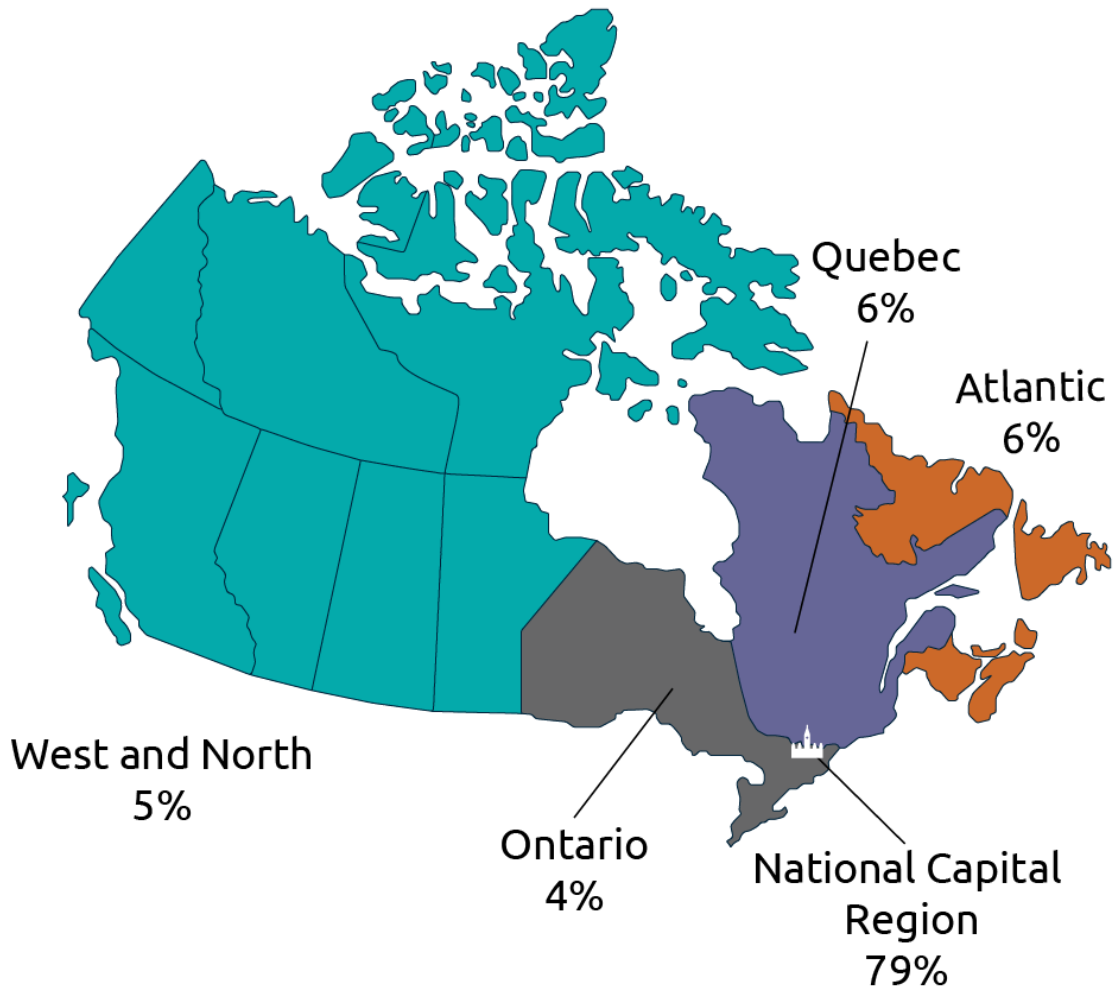 Quebec
6%
Atlantic
6%
West and North
5%
Ontario
4%
National Capital
Region
79%